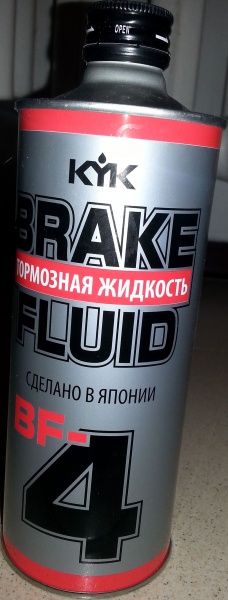 OPEN
KYK
BRAKE
ТОРМОЗНАЯ ЖИДКОСТЬ
FLUID
СДЕЛАНО В ЯПОНИИ
BF-
4